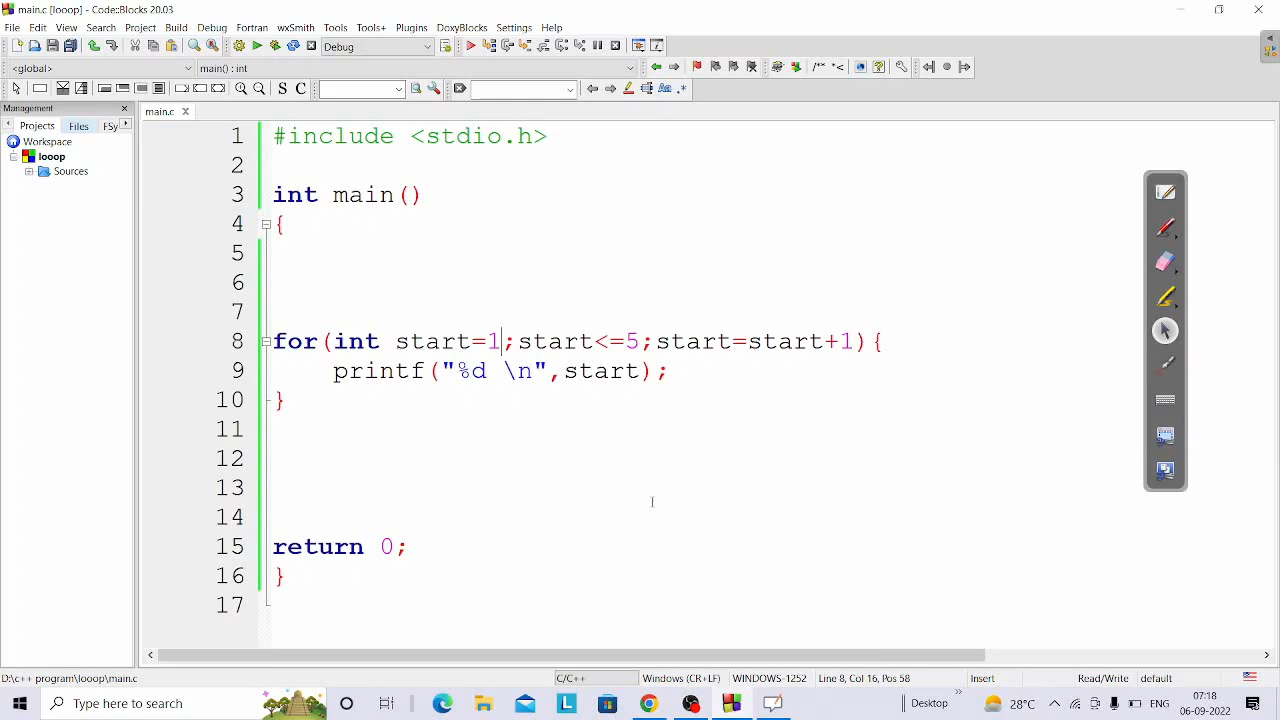 main.c [looop] - Code::Blocks 20.03
File Edit View Search Project Build Debug Fortran wxSmith Tools Tools+ Plugins DoxyBlocks Settings Help
Debug
<global> main() : int
/** *<
S C
Aa .*
Management
Projects Files FSy
main.c
Workspace
looop
Sources
1 #include <stdio.h>
2
3 int main()
4 {
5
6
7
8 for(int start=1;start<=5;start=start+1){
9 printf("%d \n",start);
10 }
11
12
13
14
15 return 0;
16 }
17
D:\c++ program\looop\main.c C/C++ Windows (CR+LF) WINDOWS-1252 Line 8, Col 16, Pos 58 Insert Read/Write default
Type here to search L Desktop 28°C ENG 07:18
06-09-2022